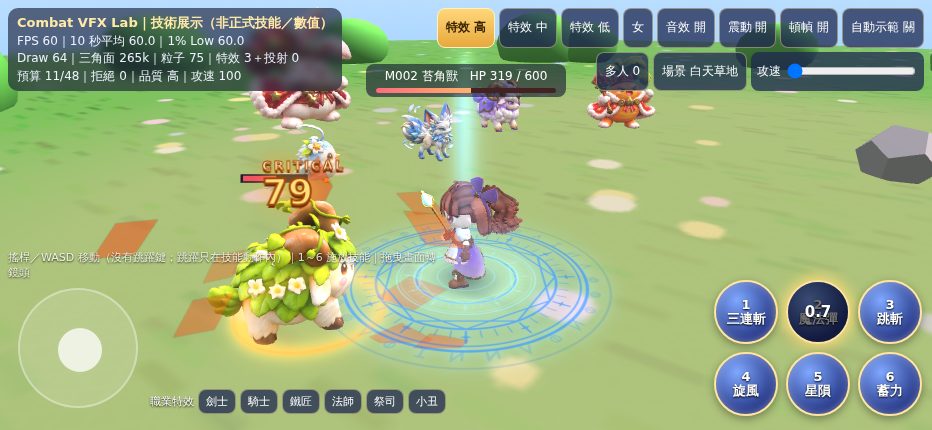 Combat VFX Lab｜技術展示（非正式技能／數值）
FPS 60｜10 秒平均 60.0｜1% Low 60.0
Draw 64｜三角面 265k｜粒子 75｜特效 3＋投射 0
預算 11/48｜拒絕 0｜品質 高｜攻速 100
特效 高
特效 中
特效 低
女
音效 開
震動 開
頓幀 開
自動示範 關
多人 0
場景 白天草地
攻速
M002 苔角獸 HP 319 / 600
CRITICAL
79
搖桿／WASD 移動（沒有跳躍鍵；跳躍只在技能動作內）｜1～6 施放技能｜拖曳畫面轉
鏡頭
1
三連斬
2
0.7
魔法彈
3
跳斬
4
旋風
5
星隕
6
蓄力
職業特效
劍士
騎士
鐵匠
法師
祭司
小丑